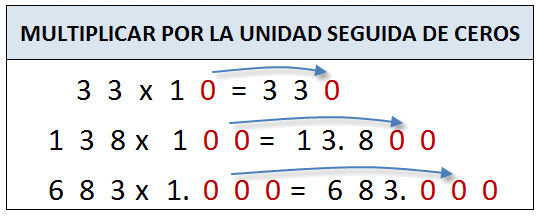 MULTIPLICAR POR LA UNIDAD SEGUIDA DE CEROS
3 3 x 1 0 = 3 3 0
1 3 8 x 1 0 0 = 1 3. 8 0 0
6 8 3 x 1. 0 0 0 = 6 8 3. 0 0 0